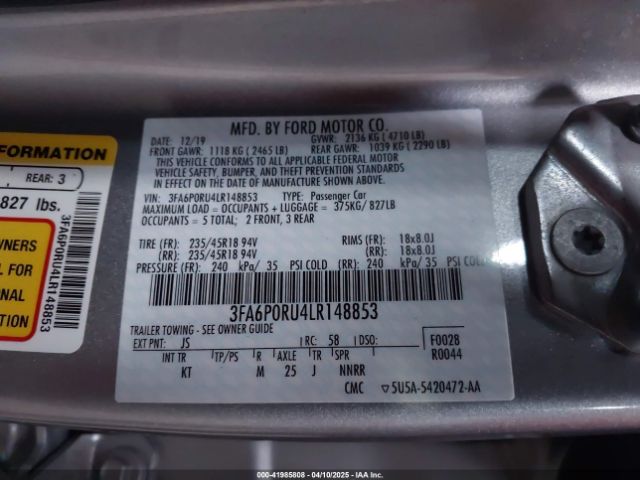 FORMATION
REAR: 3
827 lbs.
WNERS
L FOR
ONAL
N
3FA6P0RU4LR148853
MFD. BY FORD MOTOR CO.
DATE: 12/19 GVWR: 2136 KG ( 4710 LB)
FRONT GAWR: 1118 KG ( 2465 LB) REAR GAWR: 1039 KG ( 2290 LB)
THIS VEHICLE CONFORMS TO ALL APPLICABLE FEDERAL MOTOR
VEHICLE SAFETY, BUMPER, AND THEFT PREVENTION STANDARDS
IN EFFECT ON THE DATE OF MANUFACTURE SHOWN ABOVE.
VIN: 3FA6P0RU4LR148853 TYPE: Passenger Car
MAXIMUM LOAD = OCCUPANTS + LUGGAGE = 375KG/ 827LB
OCCUPANTS = 5 TOTAL; 2 FRONT, 3 REAR
TIRE (FR): 235/45R18 94V RIMS (FR): 18x8.0J
(RR): 235/45R18 94V (RR): 18x8.0J
PRESSURE (FR): 240 kPa/ 35 PSI COLD (RR): 240 kPa/ 35 PSI COLD
3FA6P0RU4LR148853
TRAILER TOWING - SEE OWNER GUIDE
EXT PNT: JS RC: 58 DSO: F0028
INT TR TP/PS R AXLE TR SPR R0044
KT M 25 J NNRR
CMC ▽5U5A-5420472-AA
000-41985808 - 04/10/2025 - IAAI.COM